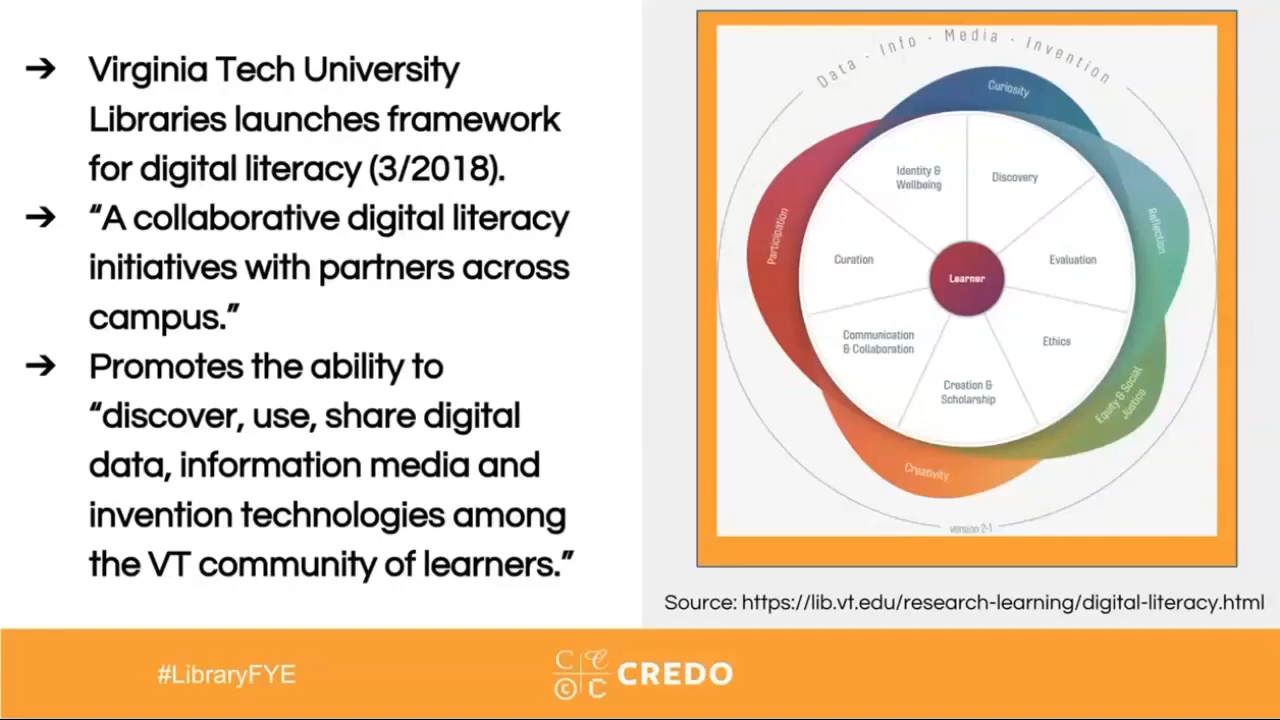 ➔ Virginia Tech University
Libraries launches framework
for digital literacy (3/2018).
➔ “A collaborative digital literacy
initiatives with partners across
campus.”
➔ Promotes the ability to
“discover, use, share digital
data, information media and
invention technologies among
the VT community of learners.”
Data · Info · Media · Invention
Curiosity
Reflection
Equity & Social
Justice
Creativity
Participation
Identity &
Wellbeing
Discovery
Curation
Learner
Evaluation
Communication
& Collaboration
Ethics
Creation &
Scholarship
version 2-1
Source: https://lib.vt.edu/research-learning/digital-literacy.html
#LibraryFYE
C C
© C
CREDO